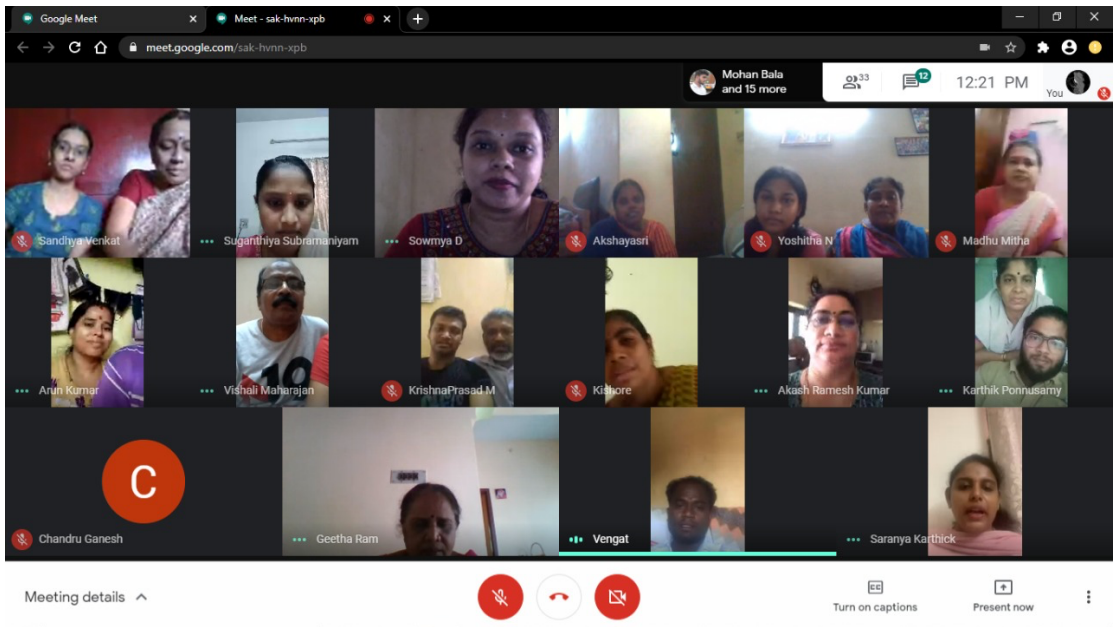 Google Meet
Meet - sak-hvnn-xpb
meet.google.com/sak-hvnn-xpb
Mohan Bala
and 15 more
33
12
12:21 PM
You
Sandhya Venkat
Suganthiya Subramaniyam
Sowmya D
Akshayasri
Yoshitha N
Madhu Mitha
Arun Kumar
Vishali Maharajan
KrishnaPrasad M
Kishore
Akash Ramesh Kumar
Karthik Ponnusamy
C
Chandru Ganesh
Geetha Ram
Vengat
Saranya Karthick
Meeting details
CC
Turn on captions
Present now